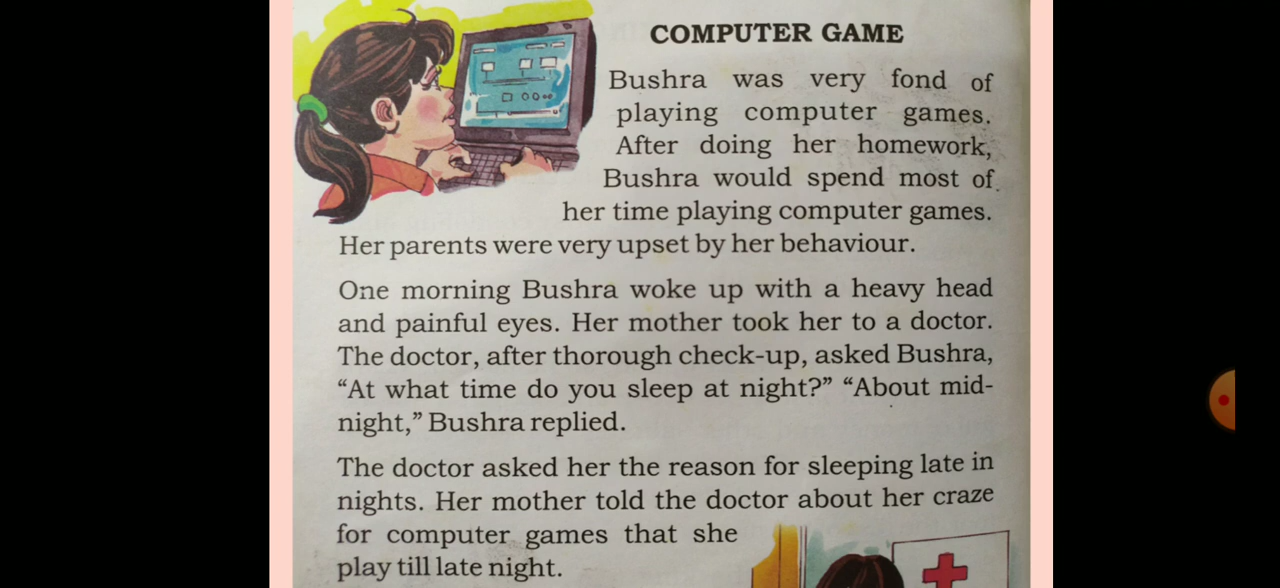 COMPUTER GAME
Bushra was very fond of
playing computer games.
After doing her homework,
Bushra would spend most of
her time playing computer games.
Her parents were very upset by her behaviour.
One morning Bushra woke up with a heavy head
and painful eyes. Her mother took her to a doctor.
The doctor, after thorough check-up, asked Bushra,
“At what time do you sleep at night?” “About mid-
night,” Bushra replied.
The doctor asked her the reason for sleeping late in
nights. Her mother told the doctor about her craze
for computer games that she
play till late night.